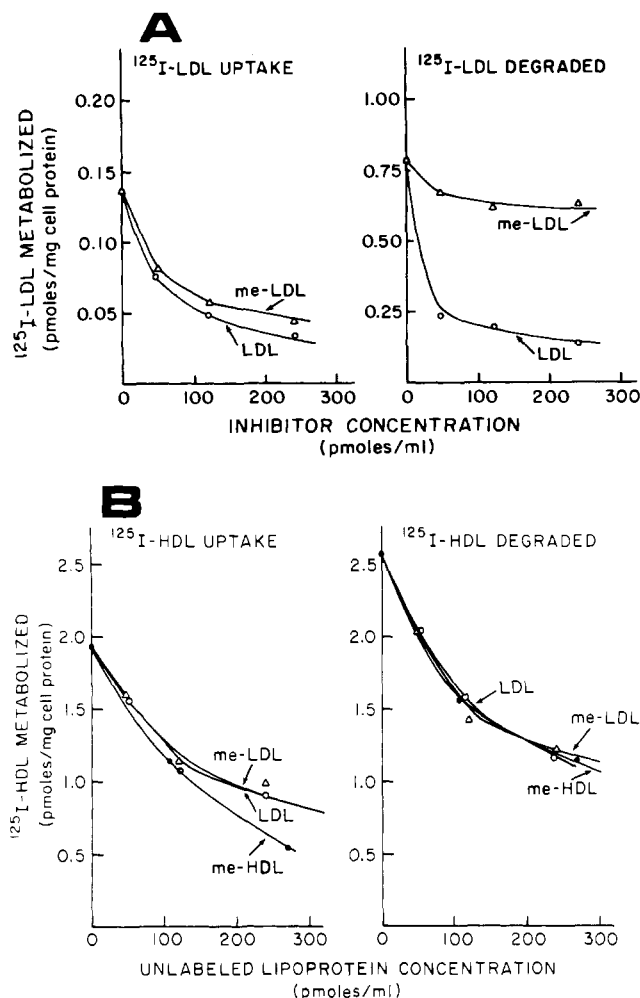 A
125I-LDL UPTAKE
125I-LDL DEGRADED
125I-LDL METABOLIZED
(pmoles/mg cell protein)
0.20
0.15
0.10
0.05
me-LDL
LDL
0 100 200 300
1.00
0.75
0.50
0.25
me-LDL
LDL
0 100 200 300
INHIBITOR CONCENTRATION
(pmoles/ml)
B
125I-HDL UPTAKE
125I-HDL DEGRADED
125I-HDL METABOLIZED
(pmoles/mg cell protein)
2.5
2.0
1.5
1.0
0.5
me-LDL
LDL
me-HDL
0 100 200 300
2.5
2.0
1.5
1.0
0.5
LDL
me-LDL
me-HDL
0 100 200 300
UNLABELED LIPOPROTEIN CONCENTRATION
(pmoles/ml)